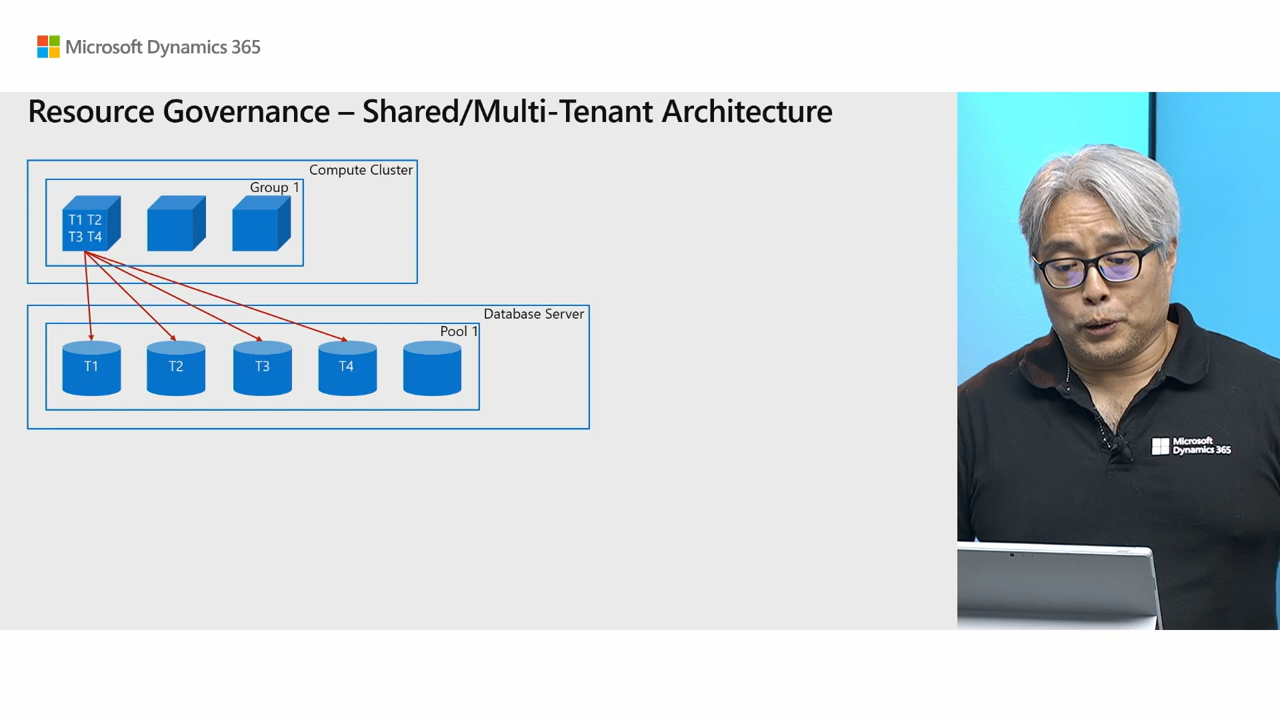 Microsoft Dynamics 365
Resource Governance – Shared/Multi-Tenant Architecture
Compute Cluster
Group 1
T1 T2
T3 T4
Database Server
Pool 1
T1
T2
T3
T4
Microsoft
Dynamics 365